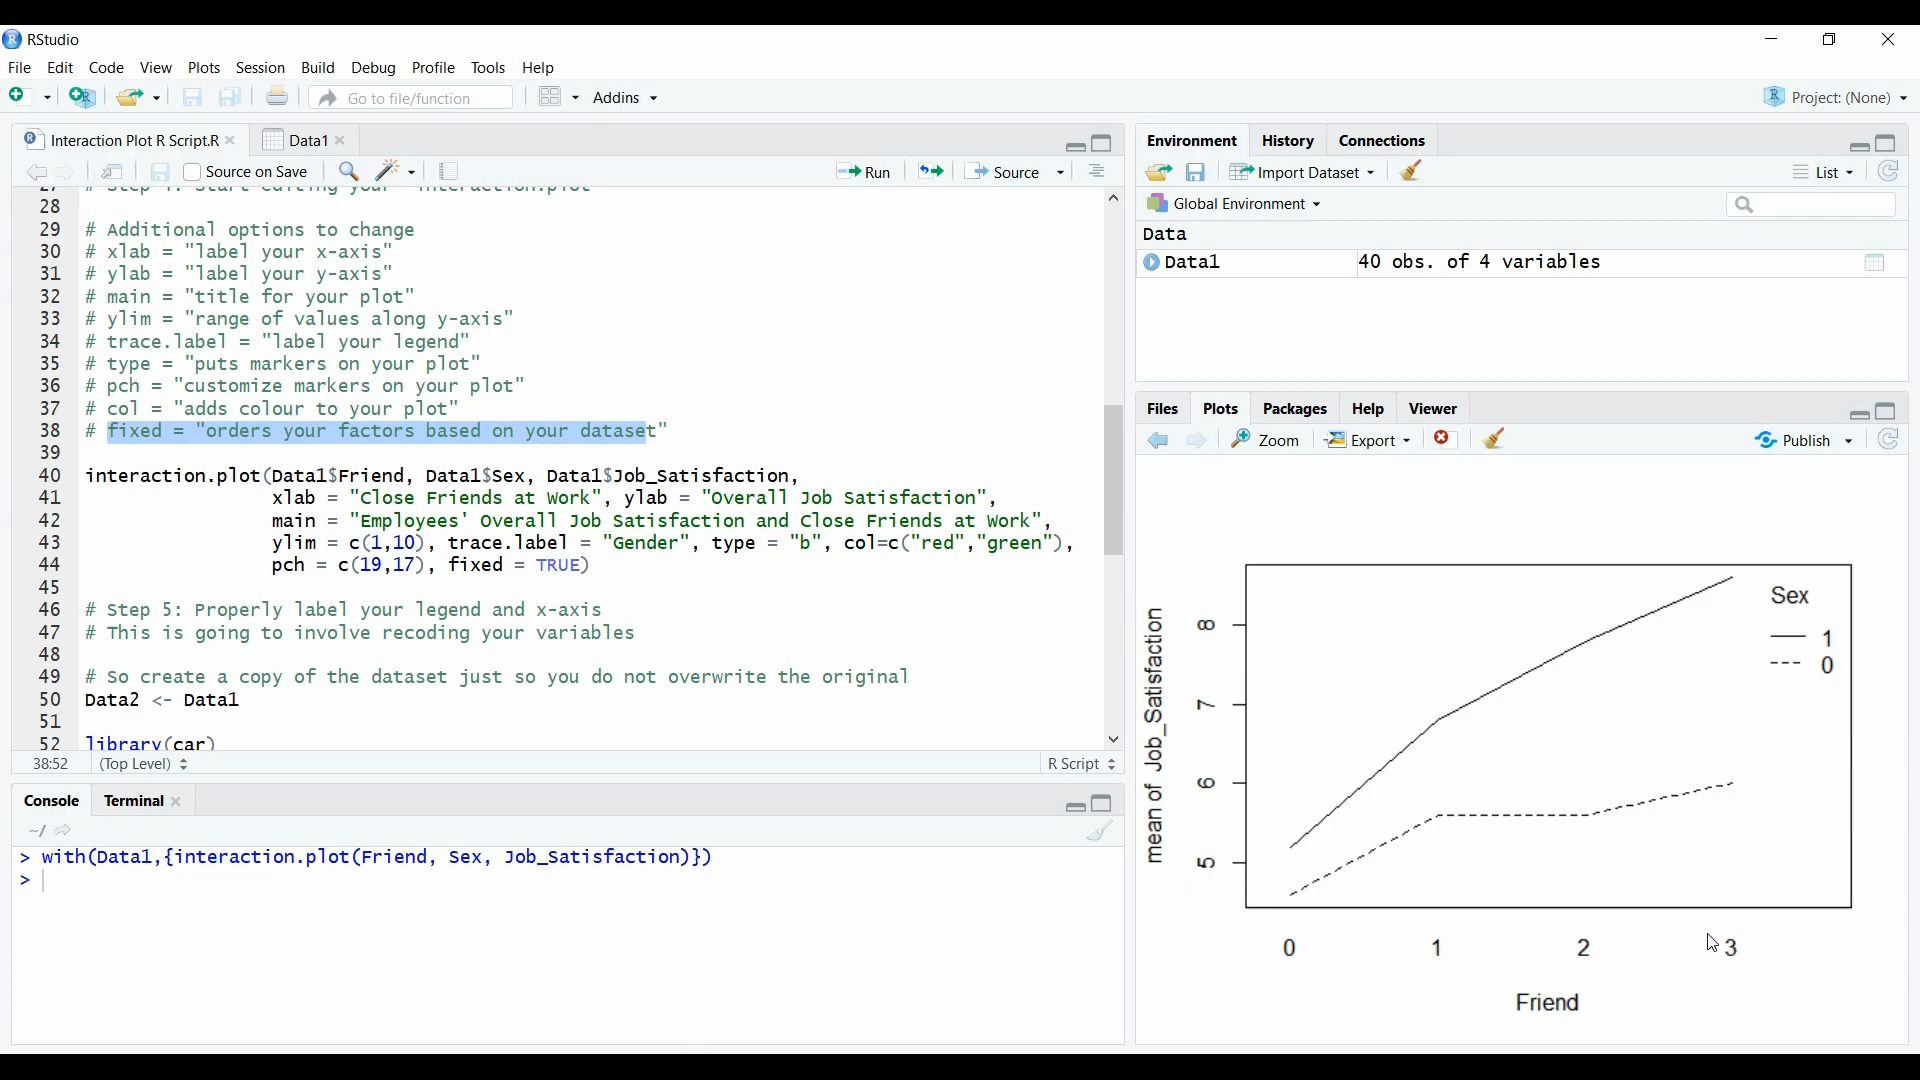 RStudio
File Edit Code View Plots Session Build Debug Profile Tools Help
Go to file/function Addins Project: (None)
Interaction Plot R Script.R Data1
Source on Save Run Source
28
29 # Additional options to change
30 # xlab = "label your x-axis"
31 # ylab = "label your y-axis"
32 # main = "title for your plot"
33 # ylim = "range of values along y-axis"
34 # trace.label = "label your legend"
35 # type = "puts markers on your plot"
36 # pch = "customize markers on your plot"
37 # col = "adds colour to your plot"
38 # fixed = "orders your factors based on your dataset"
39
40 interaction.plot(Data1$Friend, Data1$Sex, Data1$Job_Satisfaction,
41 xlab = "Close Friends at Work", ylab = "Overall Job Satisfaction",
42 main = "Employees' Overall Job Satisfaction and Close Friends at Work",
43 ylim = c(1,10), trace.label = "Gender", type = "b", col=c("red","green"),
44 pch = c(19,17), fixed = TRUE)
45
46 # Step 5: Properly label your legend and x-axis
47 # This is going to involve recoding your variables
48
49 # So create a copy of the dataset just so you do not overwrite the original
50 Data2 <- Data1
51
52 library(car)
38:52 (Top Level) R Script
Console Terminal
~/
> with(Data1,{interaction.plot(Friend, Sex, Job_Satisfaction)})
>
Environment History Connections
Import Dataset List
Global Environment
Data
Data1 40 obs. of 4 variables
Files Plots Packages Help Viewer
Zoom Export Publish
mean of Job_Satisfaction
8
7
6
5
Sex
1
0
0 1 2 3
Friend